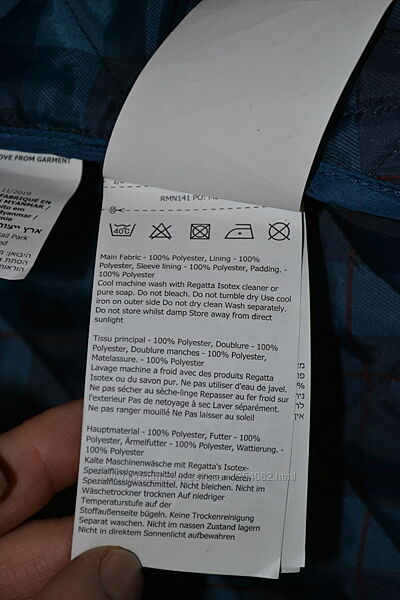 OVE FROM GARMENT
11/2019
FABRIQUÉ EN
MYANMAR /
RMN141 PO:
40°C
Main Fabric - 100% Polyester, Lining - 100%
Polyester, Sleeve lining - 100% Polyester, Padding. -
100% Polyester
Cool machine wash with Regatta Isotex cleaner or
pure soap. Do not bleach. Do not tumble dry Use cool
iron on outer side Do not dry clean Wash separately.
Do not store whilst damp Store away from direct
sunlight
Tissu principal - 100% Polyester, Doublure - 100%
Polyester, Doublure manches - 100% Polyester,
Matelassure. - 100% Polyester
Lavage machine a froid avec de produits Regatta
Isotex ou du savon pur. Ne pas utiliser d'eau de javel.
Ne pas sécher au sèche-linge Repasser au fer froid sur
l'exterieur Pas de netoyage à sec Laver séparément.
Ne pas ranger mouillé Ne Pas laisser au soleil
Hauptmaterial - 100% Polyester, Futter - 100%
Polyester, Ärmelfutter - 100% Polyester, Wattierung. -
100% Polyester
Kalte Maschinenwäsche mit Regatta's Isotex-
Spezialflüssigwaschmittel oder einem anderen
Spezialflüssigwaschmittel. Nicht bleichen. Nicht im
Wäschetrockner trocknen Auf niedriger
Temperaturstufe auf der
Stoffaußenseite bügeln. Keine Trockenreinigung
Separat waschen. Nicht im nassen Zustand lagern
Nicht in direktem Sonnenlicht aufbewahren